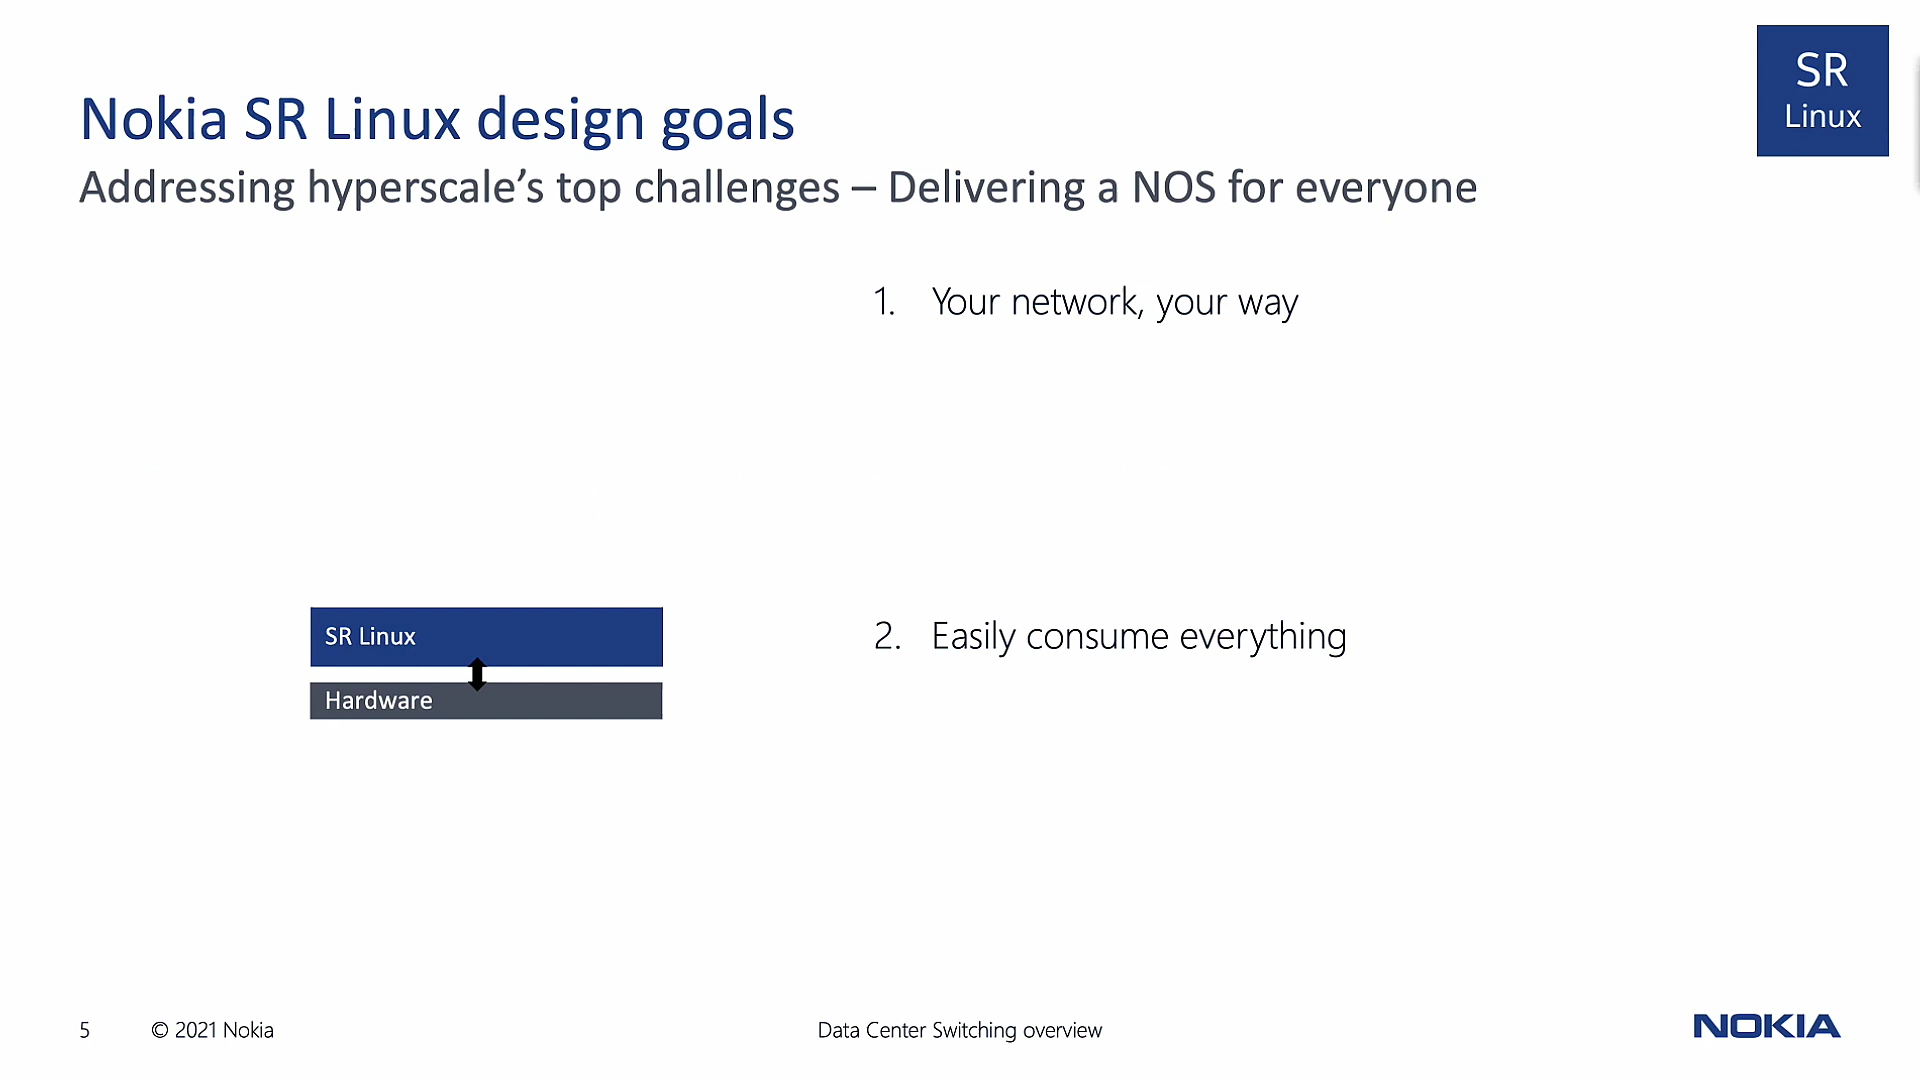 SR
Linux
Nokia SR Linux design goals
Addressing hyperscale’s top challenges – Delivering a NOS for everyone
1. Your network, your way
SR Linux
Hardware
2. Easily consume everything
5 © 2021 Nokia Data Center Switching overview NOKIA